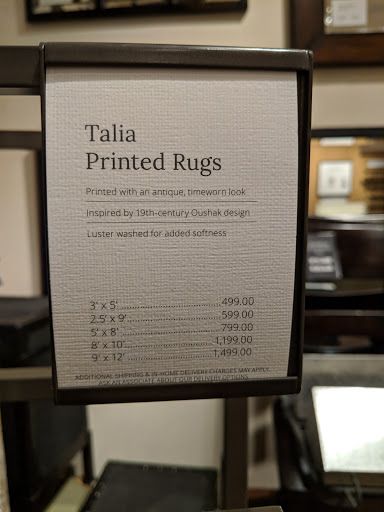 Talia
Printed Rugs
Printed with an antique, timeworn look
Inspired by 19th-century Oushak design
Luster washed for added softness
3' x 5' 499.00
2.5' x 9' 599.00
5' x 8' 799.00
8' x 10' 1,199.00
9' x 12' 1,499.00
ADDITIONAL SHIPPING & IN-HOME DELIVERY CHARGES MAY APPLY.
ASK AN ASSOCIATE ABOUT OUR DELIVERY OPTIONS.